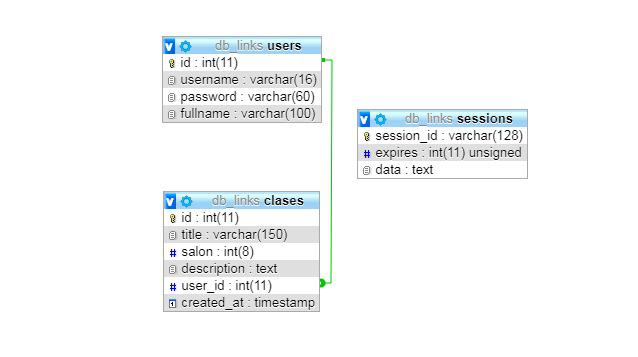 db_links users
id : int(11)
username : varchar(16)
password : varchar(60)
fullname : varchar(100)
db_links sessions
session_id : varchar(128)
# expires : int(11) unsigned
data : text
db_links clases
id : int(11)
title : varchar(150)
# salon : int(8)
description : text
# user_id : int(11)
created_at : timestamp